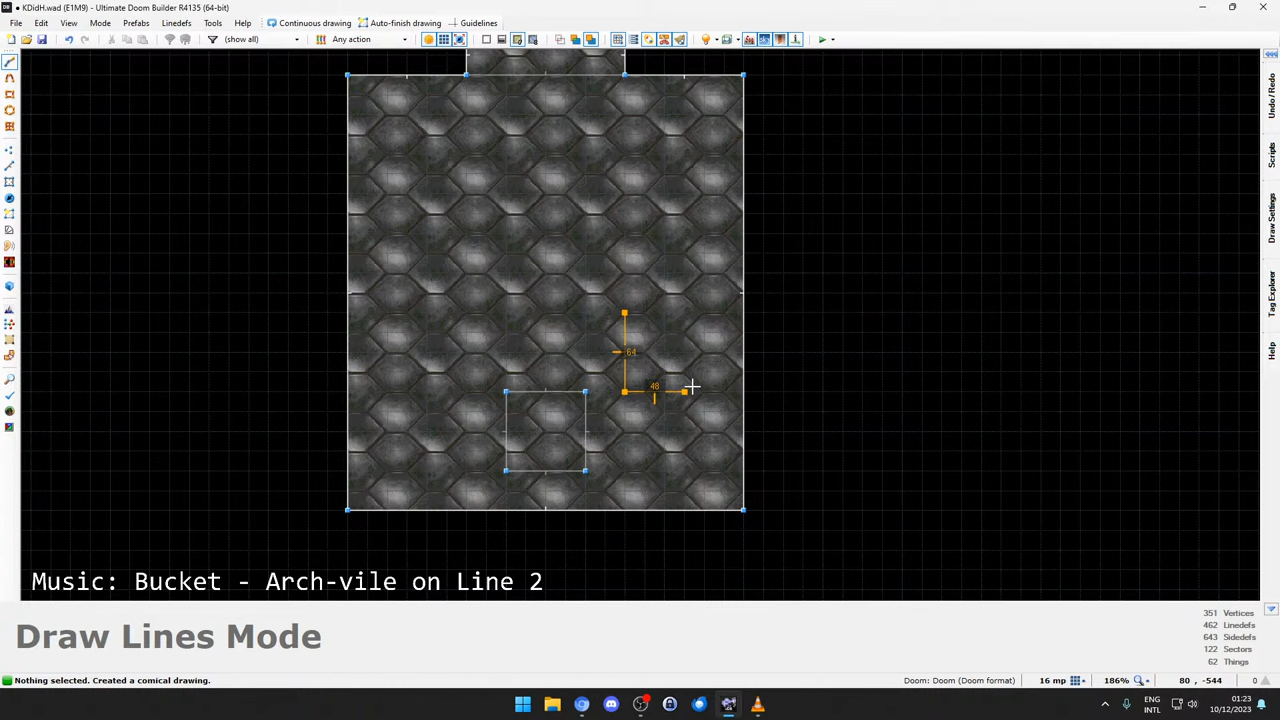 KDidH.wad (E1M9) - Ultimate Doom Builder R4135 (64-bit)
File Edit View Mode Prefabs Linedefs Tools Help Continuous drawing Auto-finish drawing Guidelines
(show all) Any action
Undo / Redo
Scripts
Draw Settings
Tag Explorer
Help
64
48
Music: Bucket - Arch-vile on Line 2
Draw Lines Mode
351 Vertices
462 Linedefs
643 Sidedefs
122 Sectors
62 Things
Nothing selected. Created a comical drawing. Doom: Doom (Doom format) 16 mp 186% 80 , -544 0
ENG
INTL
01:23
10/12/2023